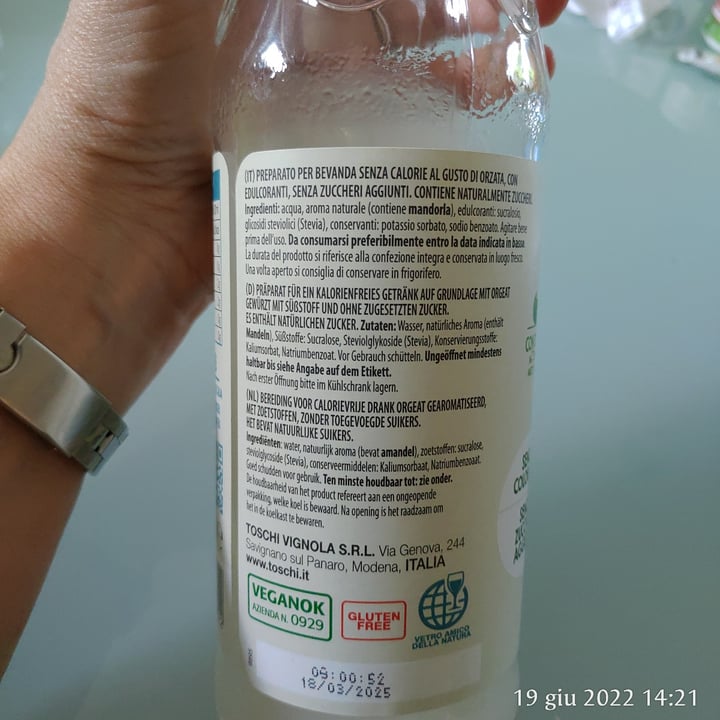 (IT) PREPARATO PER BEVANDA SENZA CALORIE AL GUSTO DI ORZATA, CON
EDULCORANTI, SENZA ZUCCHERI AGGIUNTI. CONTIENE NATURALMENTE ZUCCHERI.
Ingredienti: acqua, aroma naturale (contiene mandorla), edulcoranti: sucralosio,
glicosidi steviolici (Stevia), conservanti: potassio sorbato, sodio benzoato. Agitare bene
prima dell'uso. Da consumarsi preferibilmente entro la data indicata in basso.
La durata del prodotto si riferisce alla confezione integra e conservata in luogo fresco.
Una volta aperto si consiglia di conservare in frigorifero.
(D) PRÄPARAT FÜR EIN KALORIENFREIES GETRÄNK AUF GRUNDLAGE MIT ORGEAT
GEWÜRZT MIT SÜßSTOFF UND OHNE ZUGESETZTEN ZUCKER.
ES ENTHÄLT NATÜRLICHEN ZUCKER. Zutaten: Wasser, natürliches Aroma (enthält
Mandeln), Süßstoffe: Sucralose, Steviolglykoside (Stevia), Konservierungsstoffe:
Kaliumsorbat, Natriumbenzoat. Vor Gebrauch schütteln. Ungeöffnet mindestens
haltbar bis siehe Angabe auf dem Etikett.
Nach erster Öffnung bitte im Kühlschrank lagern.
(NL) BEREIDING VOOR CALORIEVRIJE DRANK ORGEAT GEAROMATISEERD,
MET ZOETSTOFFEN, ZONDER TOEGEVOEGDE SUIKERS.
HET BEVAT NATUURLIJKE SUIKERS.
Ingrediënten: water, natuurlijk aroma (bevat amandel), zoetstoffen: sucralose,
steviolglycoside (Stevia), conserveermiddelen: Kaliumsorbaat, Natriumbenzoaat.
Goed schudden voor gebruik. Ten minste houdbaar tot: zie onder.
De houdbaarheid van het product refereert aan een ongeopende
verpakking, welke koel is bewaard. Na opening is het raadzaam om
het in de koelkast te bewaren.
TOSCHI VIGNOLA S.R.L. Via Genova, 244
Savignano sul Panaro, Modena, ITALIA
www.toschi.it
VEGANOK
AZIENDA N. 0929
GLUTEN
FREE
VETRO AMICO
DELLA NATURA
09:00:52
18/03/2025
19 giu 2022 14:21